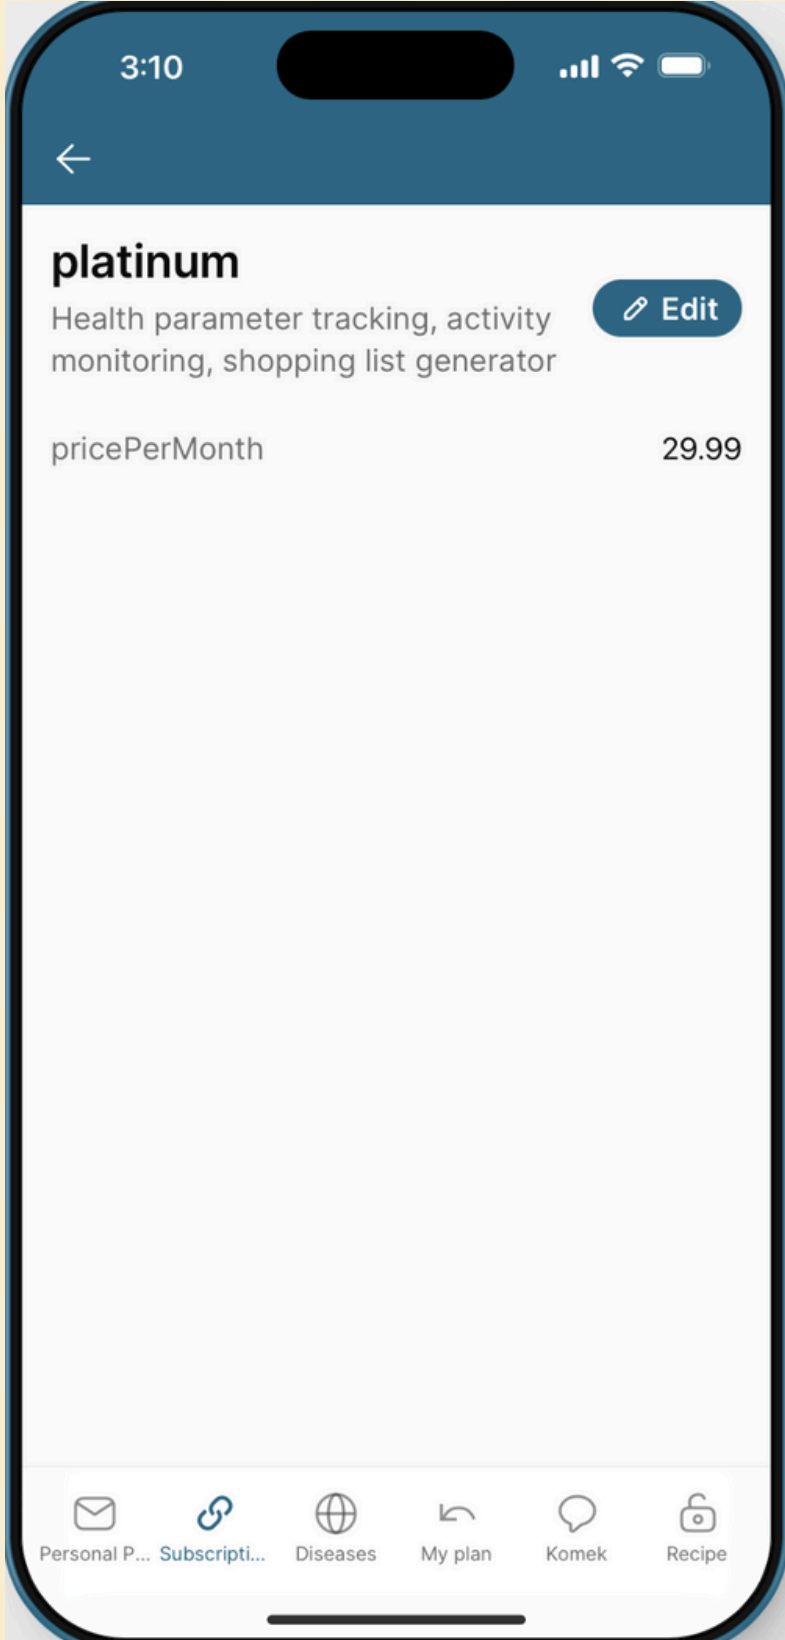 3:10
platinum
Health parameter tracking, activity
monitoring, shopping list generator
Edit
pricePerMonth 29.99
Personal P... Subscripti... Diseases My plan Komek Recipe